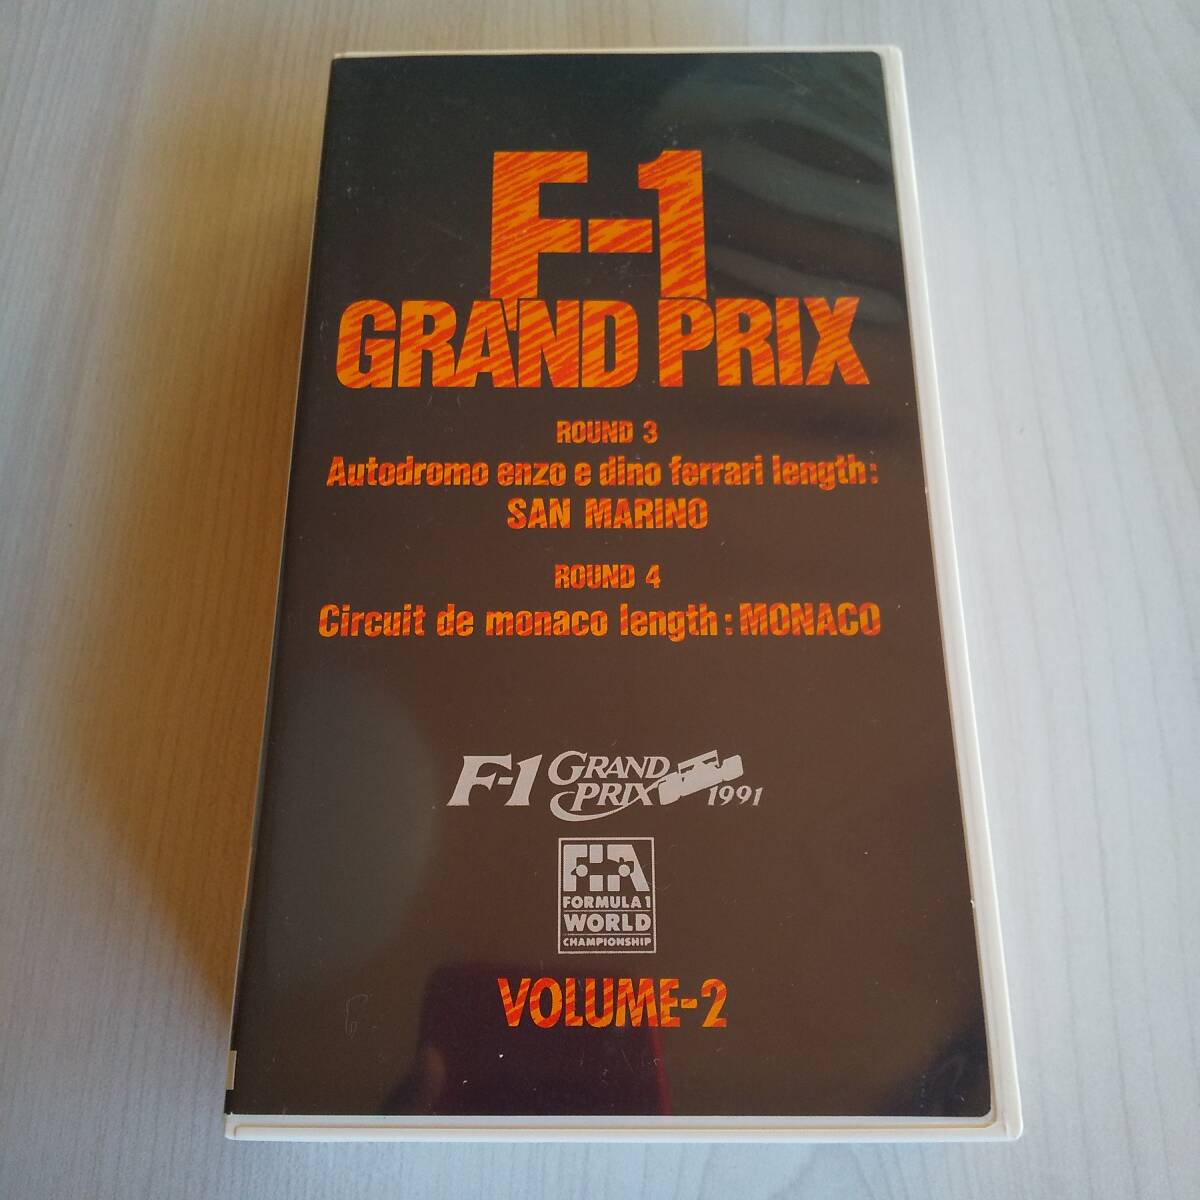 F-1
GRAND PRIX
ROUND 3
Autodromo enzo e dino ferrari length:
SAN MARINO
ROUND 4
Circuit de monaco length: MONACO
F-1 GRAND PRIX 1991
FIA
FORMULA 1
WORLD
CHAMPIONSHIP
VOLUME-2